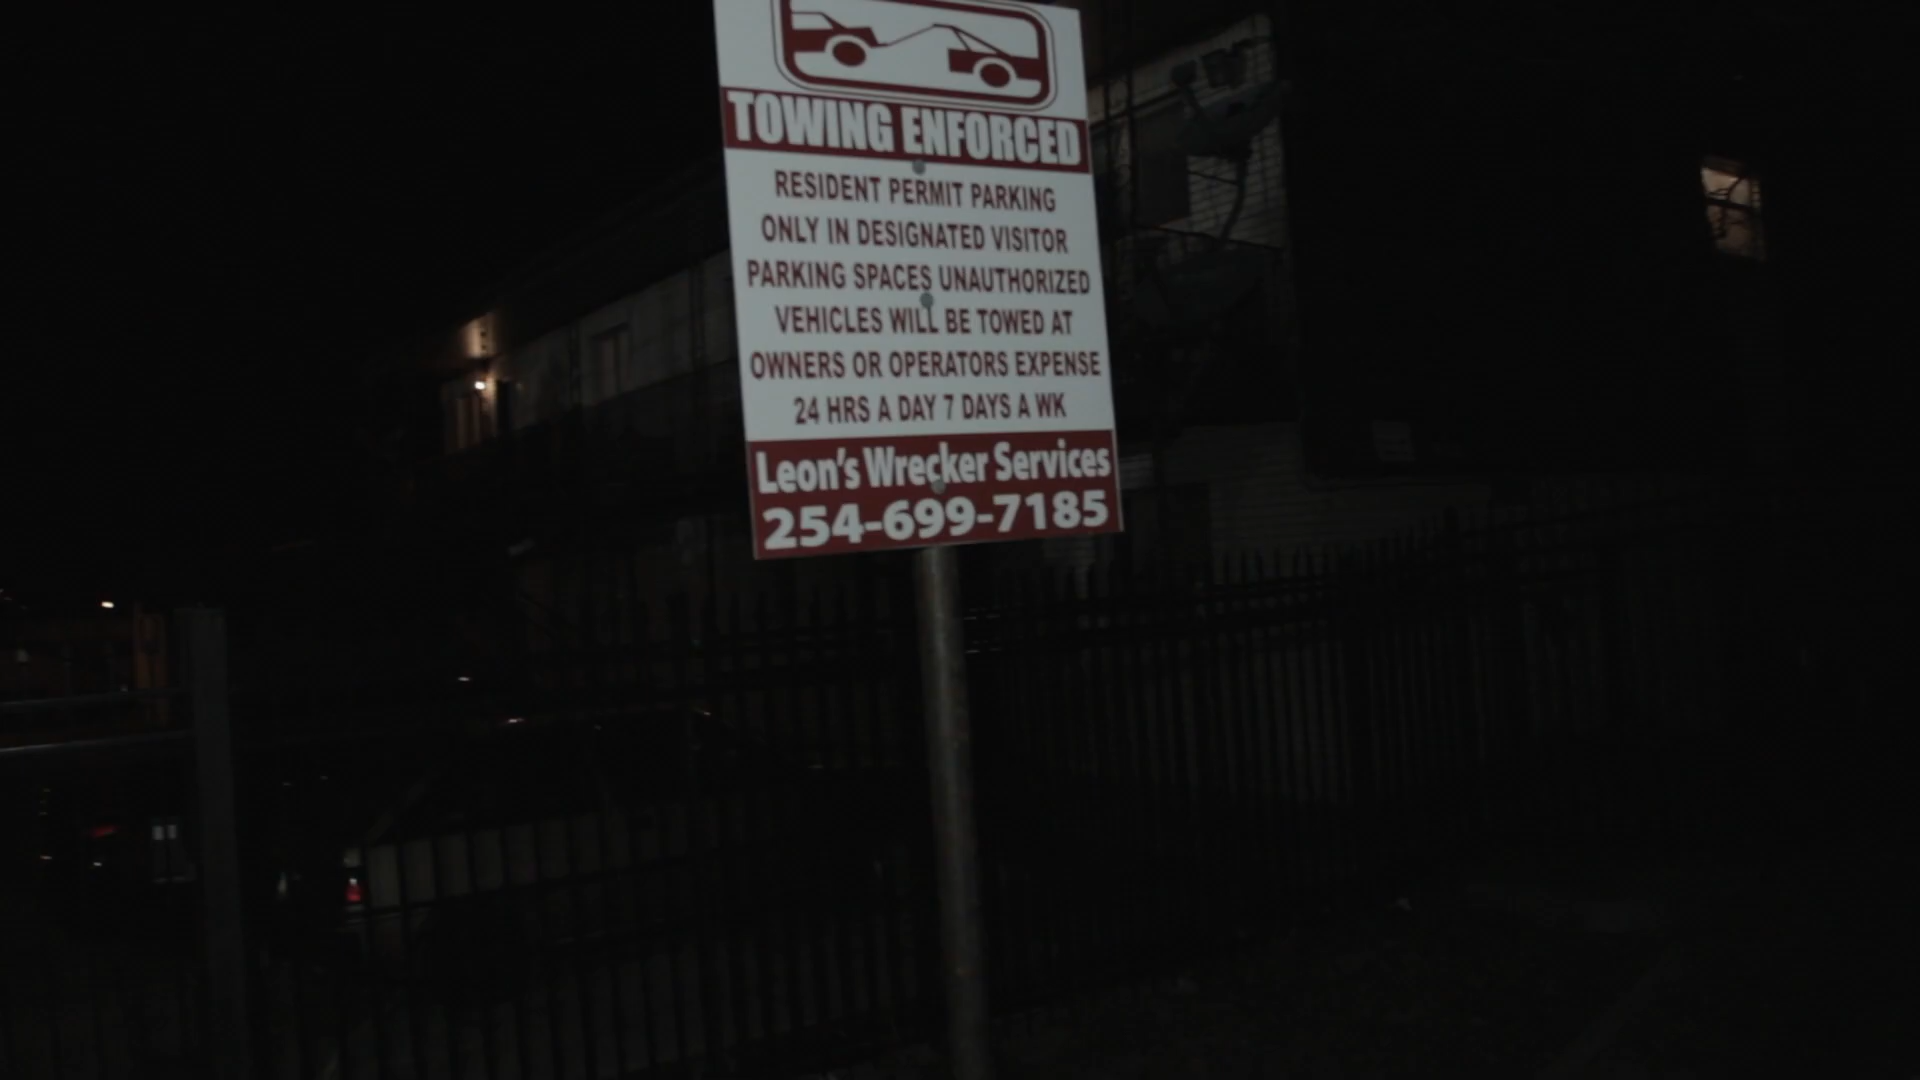 TOWING ENFORCED
RESIDENT PERMIT PARKING
ONLY IN DESIGNATED VISITOR
PARKING SPACES UNAUTHORIZED
VEHICLES WILL BE TOWED AT
OWNERS OR OPERATORS EXPENSE
24 HRS A DAY 7 DAYS A WK
Leon's Wrecker Services
254-699-7185